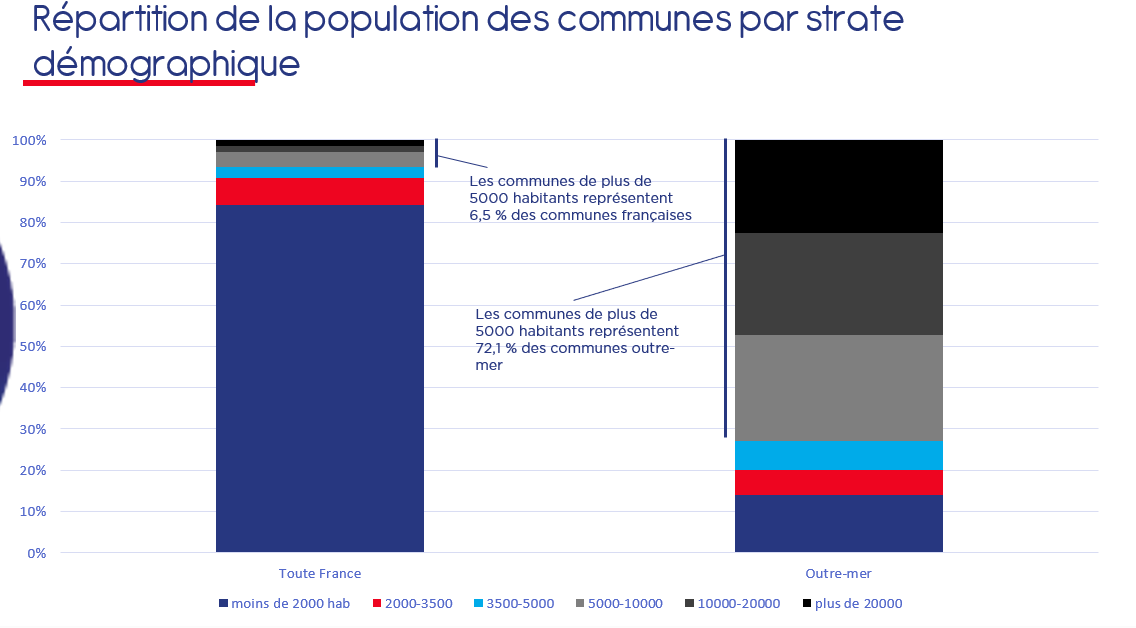 Répartition de la population des communes par strate
démographique
100%
90%
80%
70%
60%
50%
40%
30%
20%
10%
0%
Les communes de plus de
5000 habitants représentent
6,5 % des communes françaises
Les communes de plus de
5000 habitants représentent
72,1 % des communes outre-
mer
Toute France
Outre-mer
moins de 2000 hab
2000-3500
3500-5000
5000-10000
10000-20000
plus de 20000